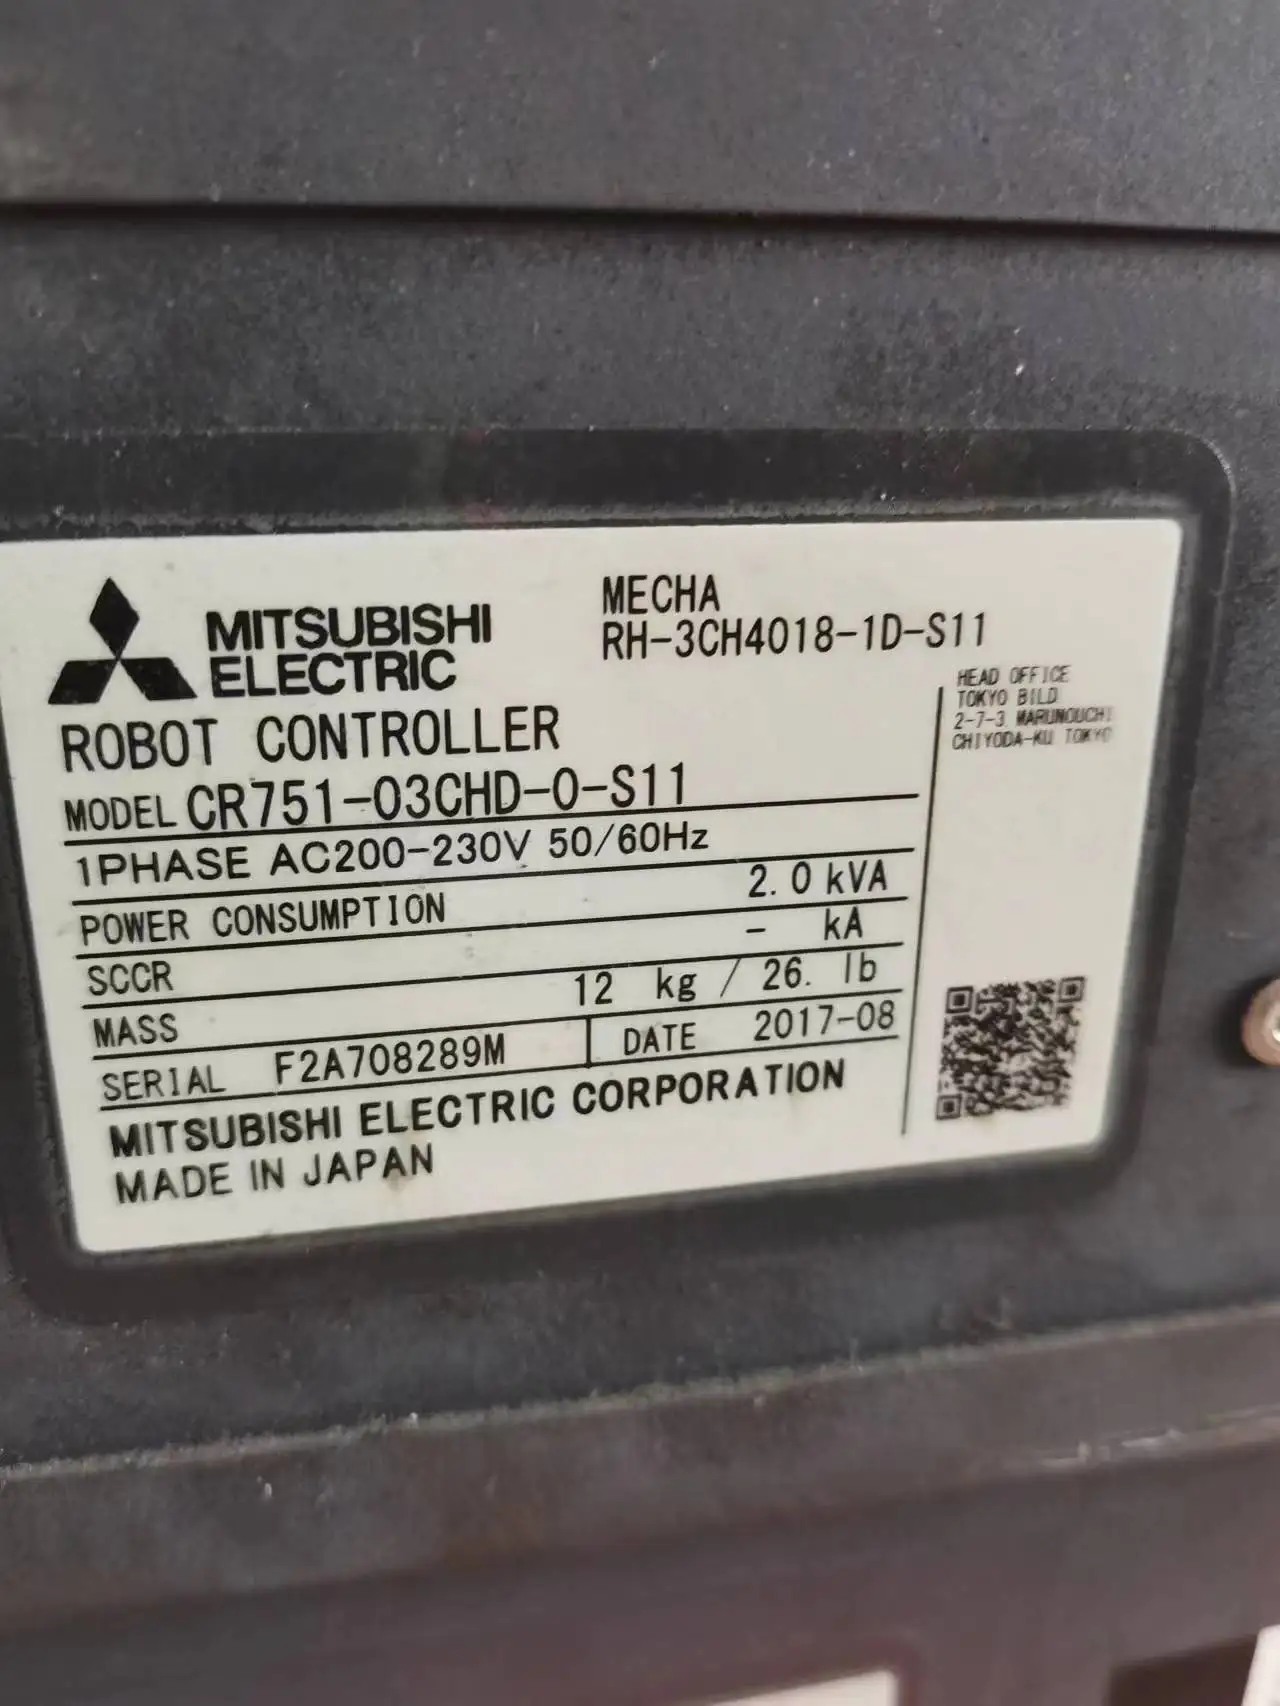 MITSUBISHI
ELECTRIC
MECHA
RH-3CH4018-1D-S11
ROBOT CONTROLLER
MODEL CR751-03CHD-0-S11
1PHASE AC200-230V 50/60Hz
POWER CONSUMPTION 2.0 kVA
SCCR - kA
MASS 12 kg / 26. lb
SERIAL F2A708289M DATE 2017-08
MITSUBISHI ELECTRIC CORPORATION
MADE IN JAPAN
HEAD OFFICE
TOKYO BILD
2-7-3 MARUNOUCHI
CHIYODA-KU TOKYO